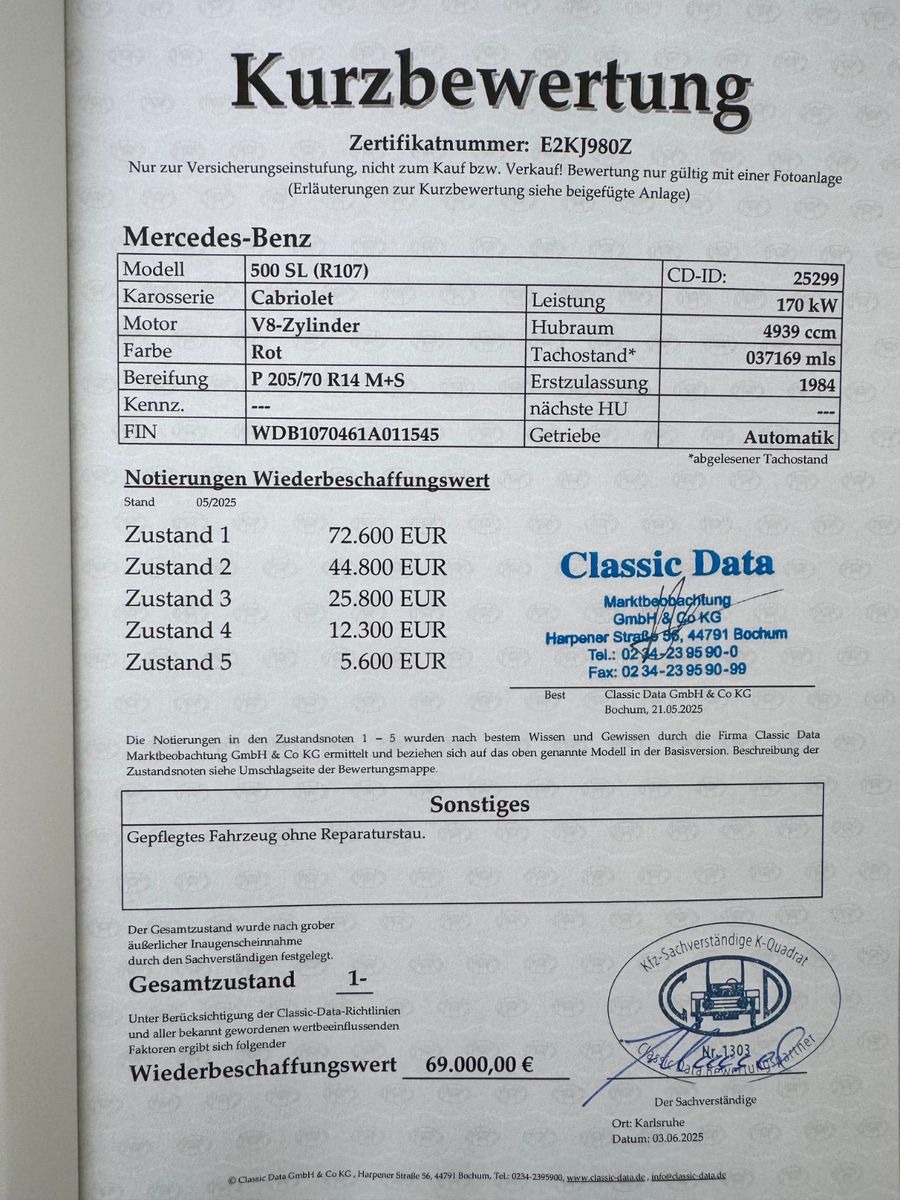 Kurzbewertung
Zertifikatnummer: E2KJ980Z
Nur zur Versicherungseinstufung, nicht zum Kauf bzw. Verkauf! Bewertung nur gültig mit einer Fotoanlage
(Erläuterungen zur Kurzbewertung siehe beigefügte Anlage)
Mercedes-Benz
Modell 500 SL (R107) CD-ID: 25299
Karosserie Cabriolet Leistung 170 kW
Motor V8-Zylinder Hubraum 4939 ccm
Farbe Rot Tachostand* 037169 mls
Bereifung P 205/70 R14 M+S Erstzulassung 1984
Kennz. --- nächste HU ---
FIN WDB1070461A011545 Getriebe Automatik
*abgelesener Tachostand
Notierungen Wiederbeschaffungswert
Stand 05/2025
Zustand 1 72.600 EUR
Zustand 2 44.800 EUR
Zustand 3 25.800 EUR
Zustand 4 12.300 EUR
Zustand 5 5.600 EUR
Classic Data
Marktbeobachtung
GmbH & Co KG
Harpener Straße 56, 44791 Bochum
Tel.: 02 34-23 95 90-0
Fax: 02 34-23 95 90-99
Best Classic Data GmbH & Co KG
Bochum, 21.05.2025
Die Notierungen in den Zustandsnoten 1 – 5 wurden nach bestem Wissen und Gewissen durch die Firma Classic Data
Marktbeobachtung GmbH & Co KG ermittelt und beziehen sich auf das oben genannte Modell in der Basisversion. Beschreibung der
Zustandsnoten siehe Umschlagseite der Bewertungsmappe.
Sonstiges
Gepflegtes Fahrzeug ohne Reparaturstau.
Der Gesamtzustand wurde nach grober
äußerlicher Inaugenscheinnahme
durch den Sachverständigen festgelegt.
Gesamtzustand 1-
Unter Berücksichtigung der Classic-Data-Richtlinien
und aller bekannt gewordenen wertbeeinflussenden
Faktoren ergibt sich folgender
Wiederbeschaffungswert 69.000,00 €
Kfz-Sachverständige K-Quadrat
CD
Nr. 1303
Classic Data Bewertungspartner
Der Sachverständige
Ort: Karlsruhe
Datum: 03.06.2025
© Classic Data GmbH & Co KG , Harpener Straße 56, 44791 Bochum, Tel.: 0234-2395900, www.classic-data.de , info@classic-data.de